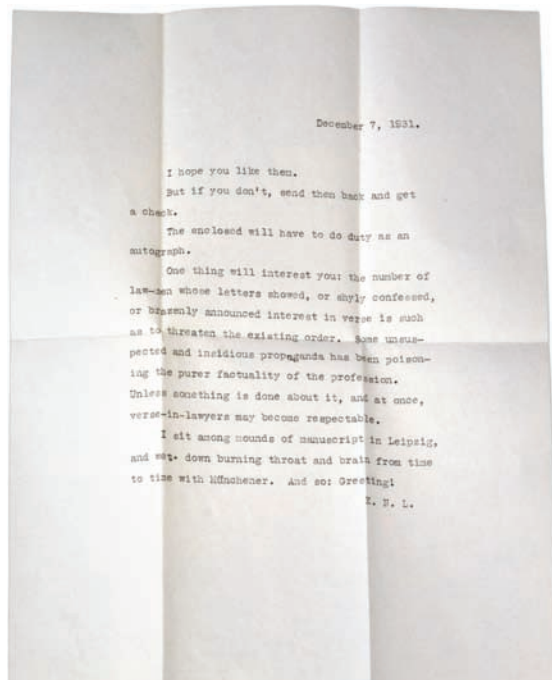 December 7, 1931.
I hope you like them.
But if you don't, send them back and get
a check.
The enclosed will have to do duty as an
autograph.
One thing will interest you: the number of
law-men whose letters showed, or shyly confessed,
or brazenly announced interest in verse is such
as to threaten the existing order. Some unsus-
pected and insidious propaganda has been poison-
ing the purer factuality of the profession.
Unless something is done about it, and at once,
verse-in-lawyers may become respectable.
I sit among mounds of manuscript in Leipzig,
and down burning throat and brain from time
to time with Münchener. And so: Greeting!
K. N. L.